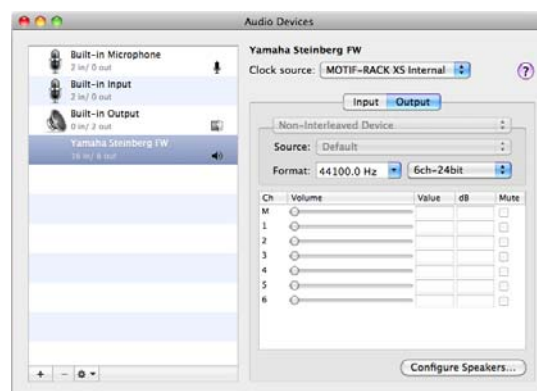 Audio Devices
Built-in Microphone
2 in/ 0 out
Built-in Input
2 in/ 0 out
Built-in Output
0 in/ 2 out
Yamaha Steinberg FW
16 in/ 6 out
+ −
Yamaha Steinberg FW
Clock source: MOTIF-RACK XS Internal
?
Input Output
Non-Interleaved Device
Source: Default
Format: 44100.0 Hz 6ch-24bit
Ch Volume Value dB Mute
M
1
2
3
4
5
6
Configure Speakers...